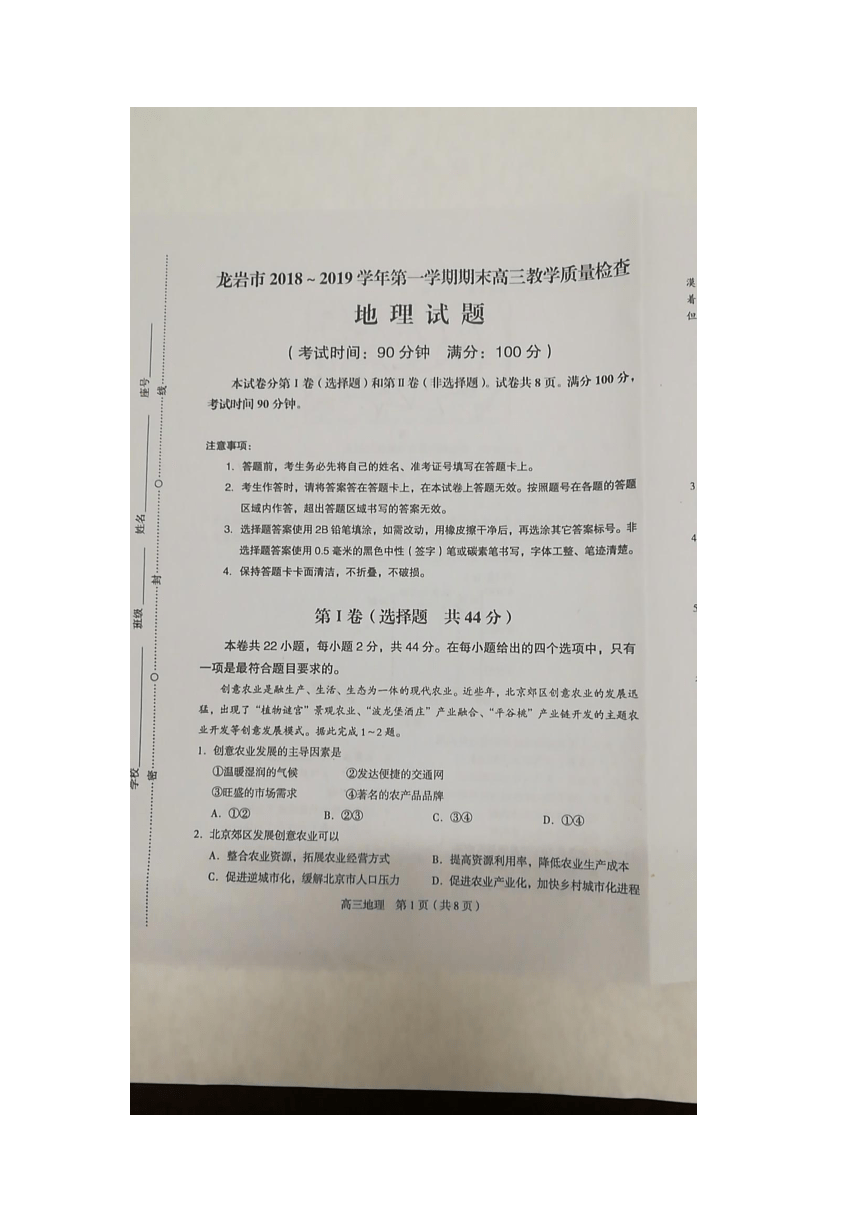 龙岩市 2018 ~ 2019 学年第一学期期末高三教学质量检查
地 理 试 题
(考试时间：90 分钟 满分：100 分)
本试卷分第 I 卷(选择题)和第 II 卷(非选择题)。试卷共 8 页。满分 100 分，
考试时间 90 分钟。
注意事项：
1. 答题前，考生务必先将自己的姓名、准考证号填写在答题卡上。
2. 考生作答时，请将答案答在答题卡上，在本试卷上答题无效。按照题号在各题的答题
区域内作答，超出答题区域书写的答案无效。
3. 选择题答案使用 2B 铅笔填涂，如需改动，用橡皮擦干净后，再选涂其它答案标号。非
选择题答案使用 0.5 毫米的黑色中性(签字)笔或碳素笔书写，字体工整、笔迹清楚。
4. 保持答题卡卡面清洁，不折叠，不破损。
第 I 卷(选择题 共 44 分)
本卷共 22 小题，每小题 2 分，共 44 分。在每小题给出的四个选项中，只有
一项是最符合题目要求的。
创意农业是融生产、生活、生态为一体的现代农业。近些年，北京郊区创意农业的发展迅
猛，出现了“植物谜宫”景观农业、“波龙堡酒庄”产业融合、“平谷桃”产业链开发的主题农
业开发等创意发展模式。据此完成 1~2 题。
1. 创意农业发展的主导因素是
①温暖湿润的气候 ②发达便捷的交通网
③旺盛的市场需求 ④著名的农产品品牌
A. ①② B. ②③ C. ③④ D. ①④
2. 北京郊区发展创意农业可以
A. 整合农业资源，拓展农业经营方式 B. 提高资源利用率，降低农业生产成本
C. 促进逆城市化，缓解北京市人口压力 D. 促进农业产业化，加快乡村城市化进程
高三地理 第 1 页(共 8 页)
学校 班级 姓名 座号
密 封 线
漠
着
但
3
4
5